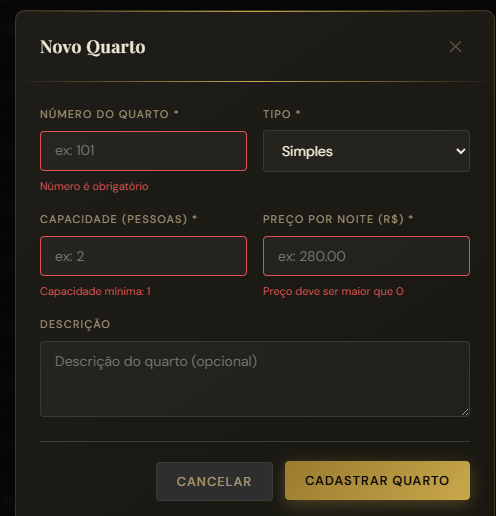 Novo Quarto
NÚMERO DO QUARTO * TIPO *
ex: 101 Simples
Número é obrigatório
CAPACIDADE (PESSOAS) * PREÇO POR NOITE (R$) *
ex: 2 ex: 280.00
Capacidade mínima: 1 Preço deve ser maior que 0
DESCRIÇÃO
Descrição do quarto (opcional)
CANCELAR CADASTRAR QUARTO